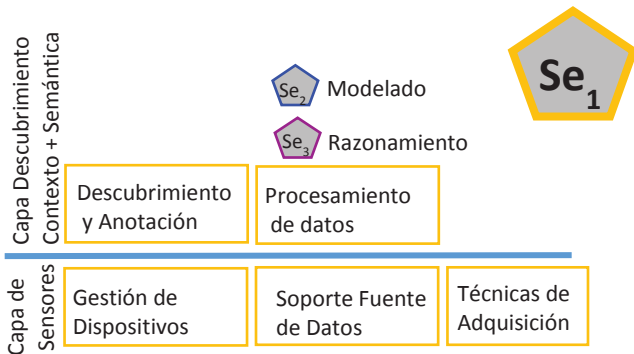 Capa Descubrimiento
Contexto + Semántica
Se₂ Modelado
Se₃ Razonamiento
Se₁
Descubrimiento
y Anotación
Procesamiento
de datos
Capa de
Sensores
Gestión de
Dispositivos
Soporte Fuente
de Datos
Técnicas de
Adquisición